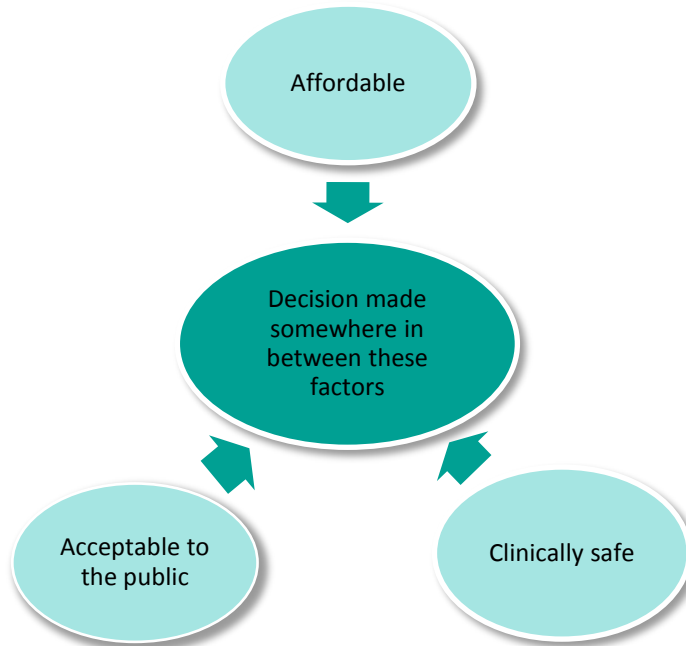 Affordable
Decision made
somewhere in
between these
factors
Acceptable to
the public
Clinically safe